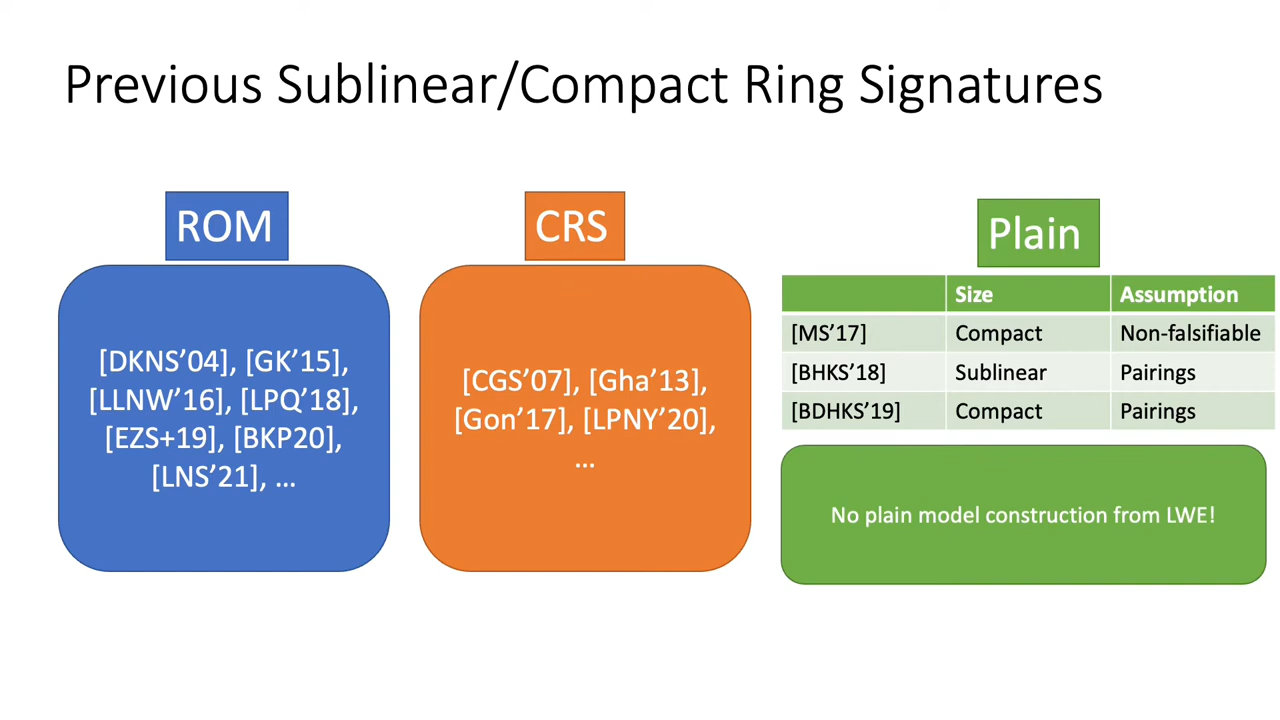 Previous Sublinear/Compact Ring Signatures
ROM
[DKNS’04], [GK’15],
[LLNW’16], [LPQ’18],
[EZS+19], [BKP20],
[LNS’21], …
CRS
[CGS’07], [Gha’13],
[Gon’17], [LPNY’20],
…
Plain
Size Assumption
[MS’17] Compact Non-falsifiable
[BHKS’18] Sublinear Pairings
[BDHKS’19] Compact Pairings
No plain model construction from LWE!